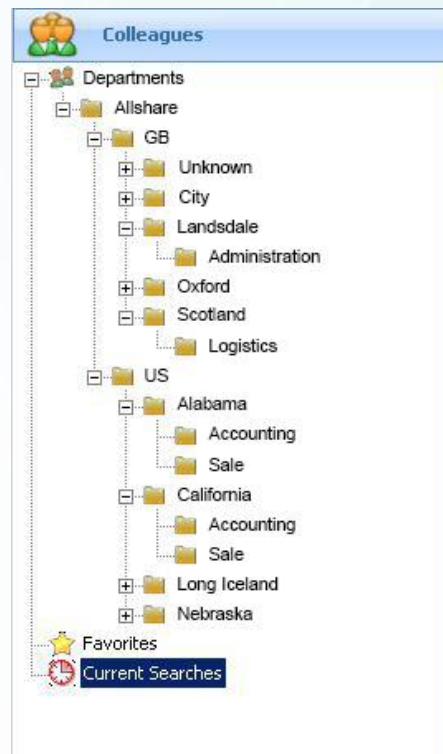 Colleagues
Departments
Allshare
GB
Unknown
City
Landsdale
Administration
Oxford
Scotland
Logistics
US
Alabama
Accounting
Sale
California
Accounting
Sale
Long Iceland
Nebraska
Favorites
Current Searches